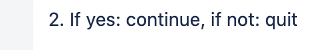 2. If yes: continue, if not: quit